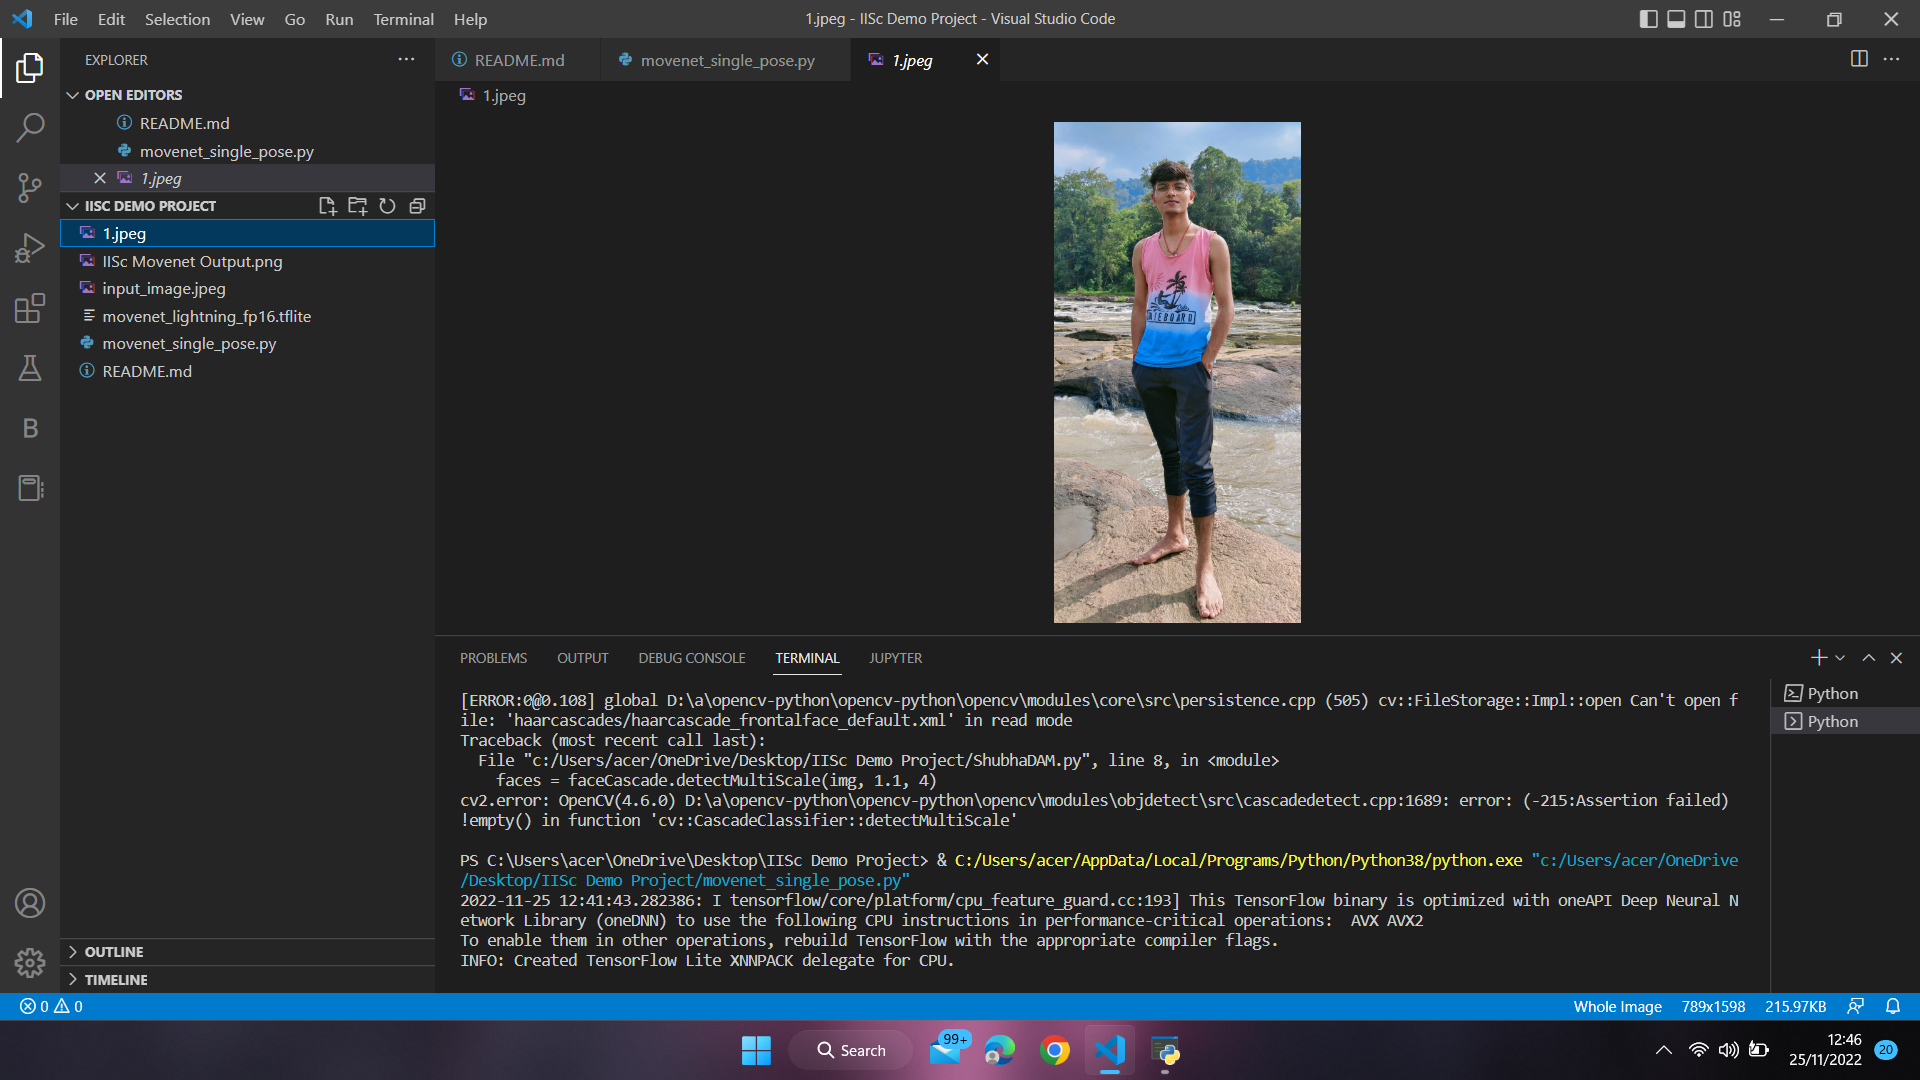 File Edit Selection View Go Run Terminal Help
1.jpeg - IISc Demo Project - Visual Studio Code
EXPLORER
README.md
movenet_single_pose.py
1.jpeg
OPEN EDITORS
1.jpeg
README.md
movenet_single_pose.py
1.jpeg
IISC DEMO PROJECT
1.jpeg
IISc Movenet Output.png
input_image.jpeg
movenet_lightning_fp16.tflite
movenet_single_pose.py
README.md
B
OUTLINE
TIMELINE
PROBLEMS OUTPUT DEBUG CONSOLE TERMINAL JUPYTER
[ERROR:0@0.108] global D:\a\opencv-python\opencv-python\opencv\modules\core\src\persistence.cpp (505) cv::FileStorage::Impl::open Can't open f
ile: 'haarcascades/haarcascade_frontalface_default.xml' in read mode
Traceback (most recent call last):
File "c:/Users/acer/OneDrive/Desktop/IISc Demo Project/ShubhaDAM.py", line 8, in <module>
faces = faceCascade.detectMultiScale(img, 1.1, 4)
cv2.error: OpenCV(4.6.0) D:\a\opencv-python\opencv-python\opencv\modules\objdetect\src\cascadedetect.cpp:1689: error: (-215:Assertion failed)
!empty() in function 'cv::CascadeClassifier::detectMultiScale'
PS C:\Users\acer\OneDrive\Desktop\IISc Demo Project> & C:/Users/acer/AppData/Local/Programs/Python/Python38/python.exe "c:/Users/acer/OneDrive
/Desktop/IISc Demo Project/movenet_single_pose.py"
2022-11-25 12:41:43.282386: I tensorflow/core/platform/cpu_feature_guard.cc:193] This TensorFlow binary is optimized with oneAPI Deep Neural N
etwork Library (oneDNN) to use the following CPU instructions in performance-critical operations:  AVX AVX2
To enable them in other operations, rebuild TensorFlow with the appropriate compiler flags.
INFO: Created TensorFlow Lite XNNPACK delegate for CPU.
Python
Python
0 0
Whole Image 789x1598 215.97KB
Search
99+
12:46
25/11/2022
20